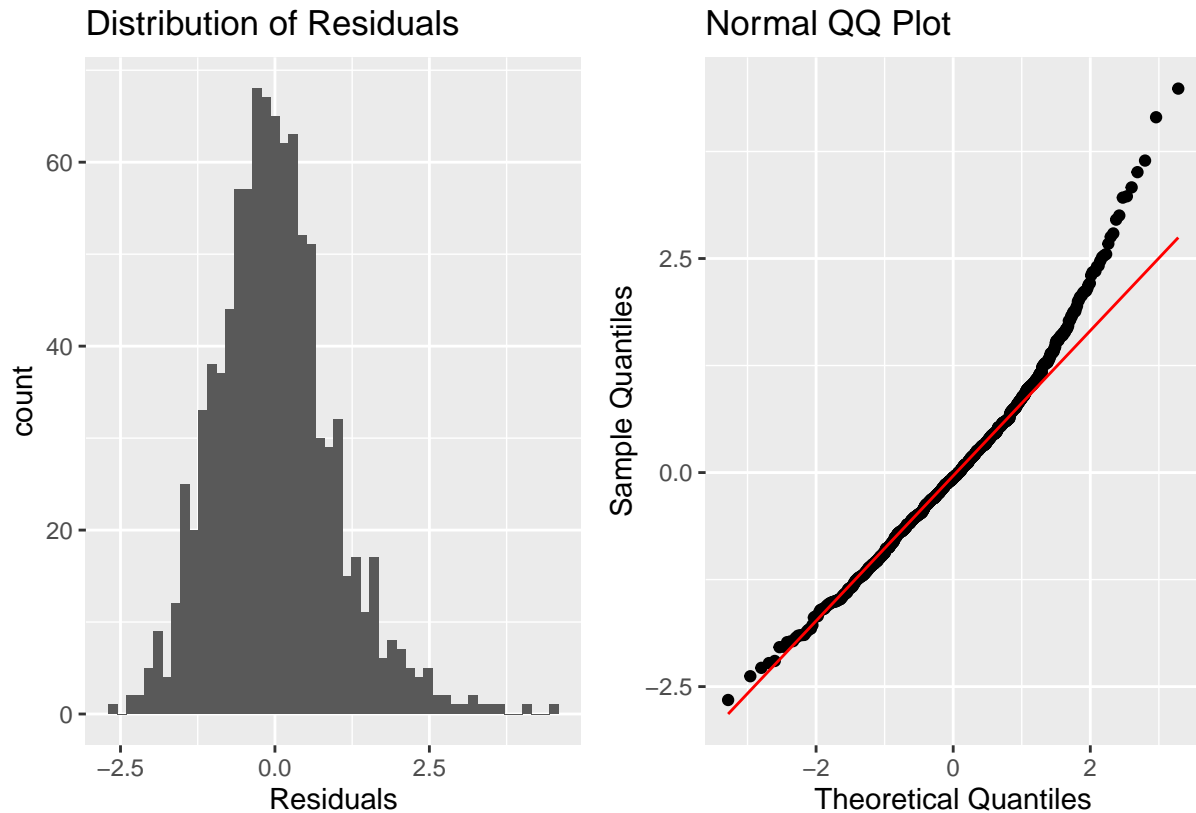 Distribution of Residuals
60
40
20
0
count
−2.5
0.0
2.5
Residuals
Normal QQ Plot
2.5
0.0
−2.5
Sample Quantiles
−2
0
2
Theoretical Quantiles